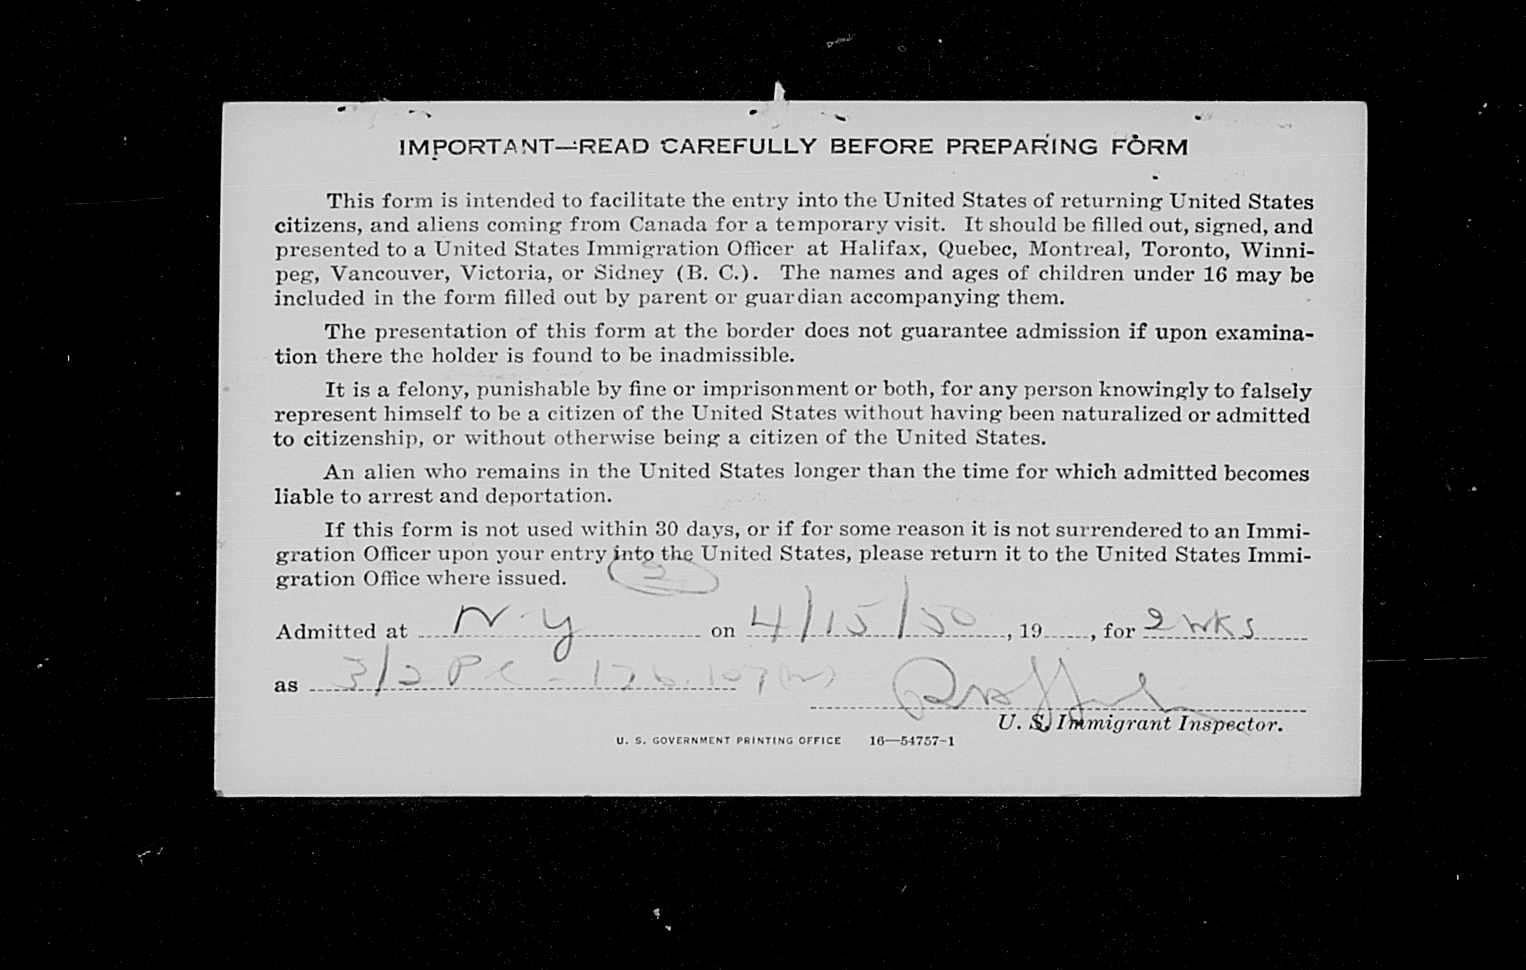 IMPORTANT—READ CAREFULLY BEFORE PREPARING FORM
This form is intended to facilitate the entry into the United States of returning United States
citizens, and aliens coming from Canada for a temporary visit. It should be filled out, signed, and
presented to a United States Immigration Officer at Halifax, Quebec, Montreal, Toronto, Winni-
peg, Vancouver, Victoria, or Sidney (B. C.). The names and ages of children under 16 may be
included in the form filled out by parent or guardian accompanying them.
The presentation of this form at the border does not guarantee admission if upon examina-
tion there the holder is found to be inadmissible.
It is a felony, punishable by fine or imprisonment or both, for any person knowingly to falsely
represent himself to be a citizen of the United States without having been naturalized or admitted
to citizenship, or without otherwise being a citizen of the United States.
An alien who remains in the United States longer than the time for which admitted becomes
liable to arrest and deportation.
If this form is not used within 30 days, or if for some reason it is not surrendered to an Immi-
gration Officer upon your entry into the United States, please return it to the United States Immi-
gration Office where issued.
2
Admitted at N.Y on 4/15/50, 19, for 2 wks
as 3/2 PC -
U. S. Immigrant Inspector.
U. S. GOVERNMENT PRINTING OFFICE 16—54757-1